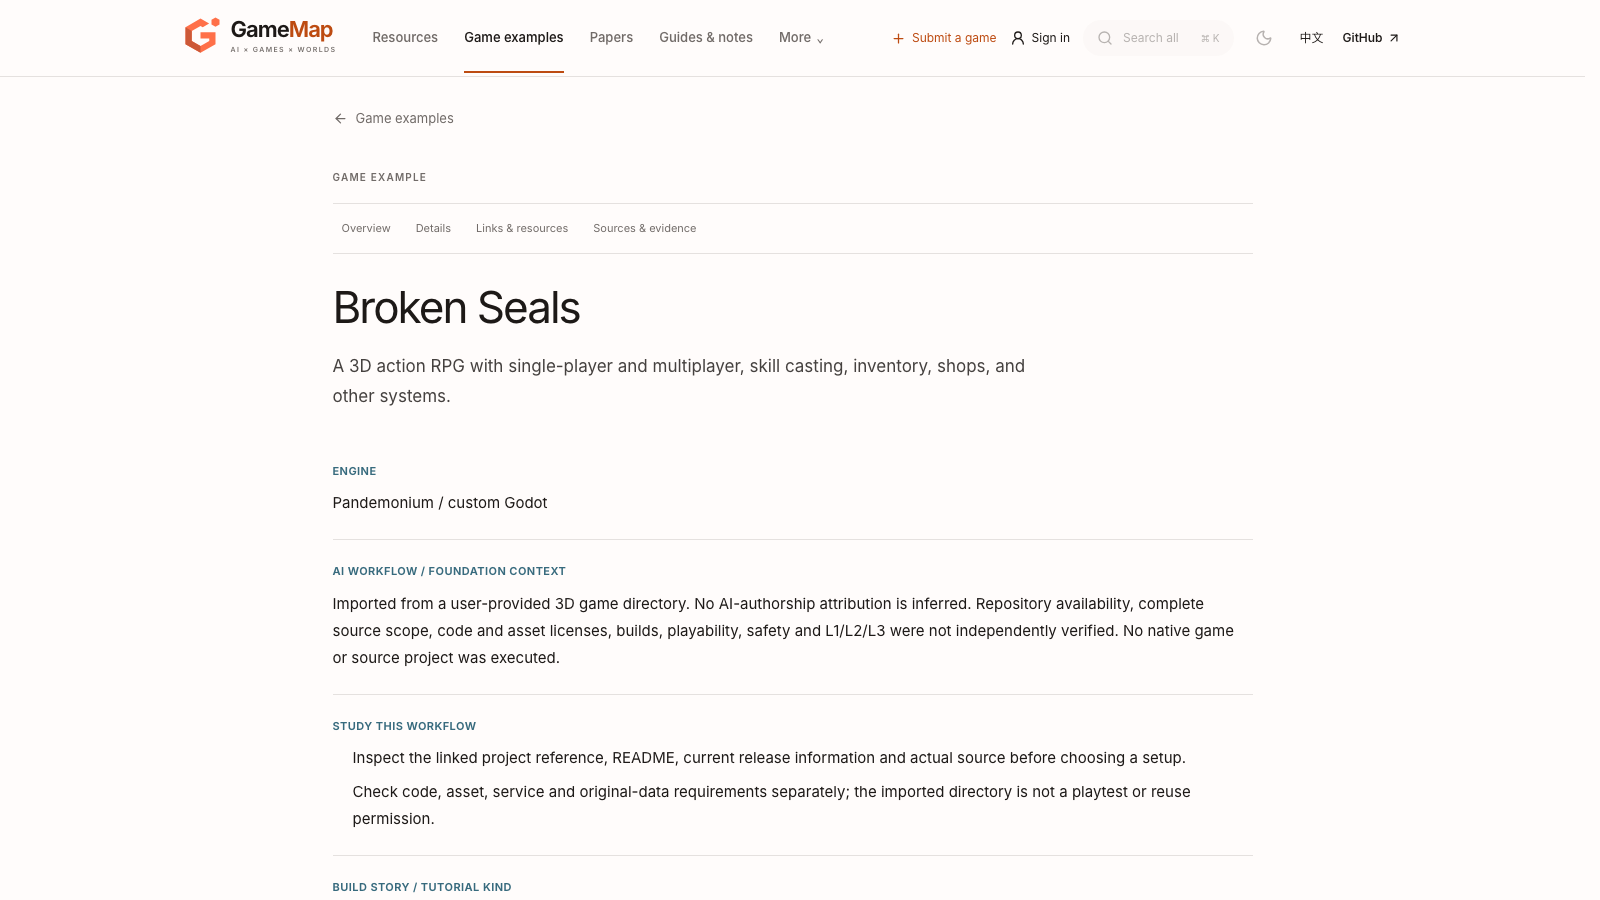 GameMap
AI × GAMES × WORLDS
Resources
Game examples
Papers
Guides & notes
More
Submit a game
Sign in
Search all
⌘ K
中文
GitHub
Game examples
GAME EXAMPLE
Overview
Details
Links & resources
Sources & evidence
Broken Seals
A 3D action RPG with single-player and multiplayer, skill casting, inventory, shops, and
other systems.
ENGINE
Pandemonium / custom Godot
AI WORKFLOW / FOUNDATION CONTEXT
Imported from a user-provided 3D game directory. No AI-authorship attribution is inferred. Repository availability, complete
source scope, code and asset licenses, builds, playability, safety and L1/L2/L3 were not independently verified. No native game
or source project was executed.
STUDY THIS WORKFLOW
Inspect the linked project reference, README, current release information and actual source before choosing a setup.
Check code, asset, service and original-data requirements separately; the imported directory is not a playtest or reuse
permission.
BUILD STORY / TUTORIAL KIND